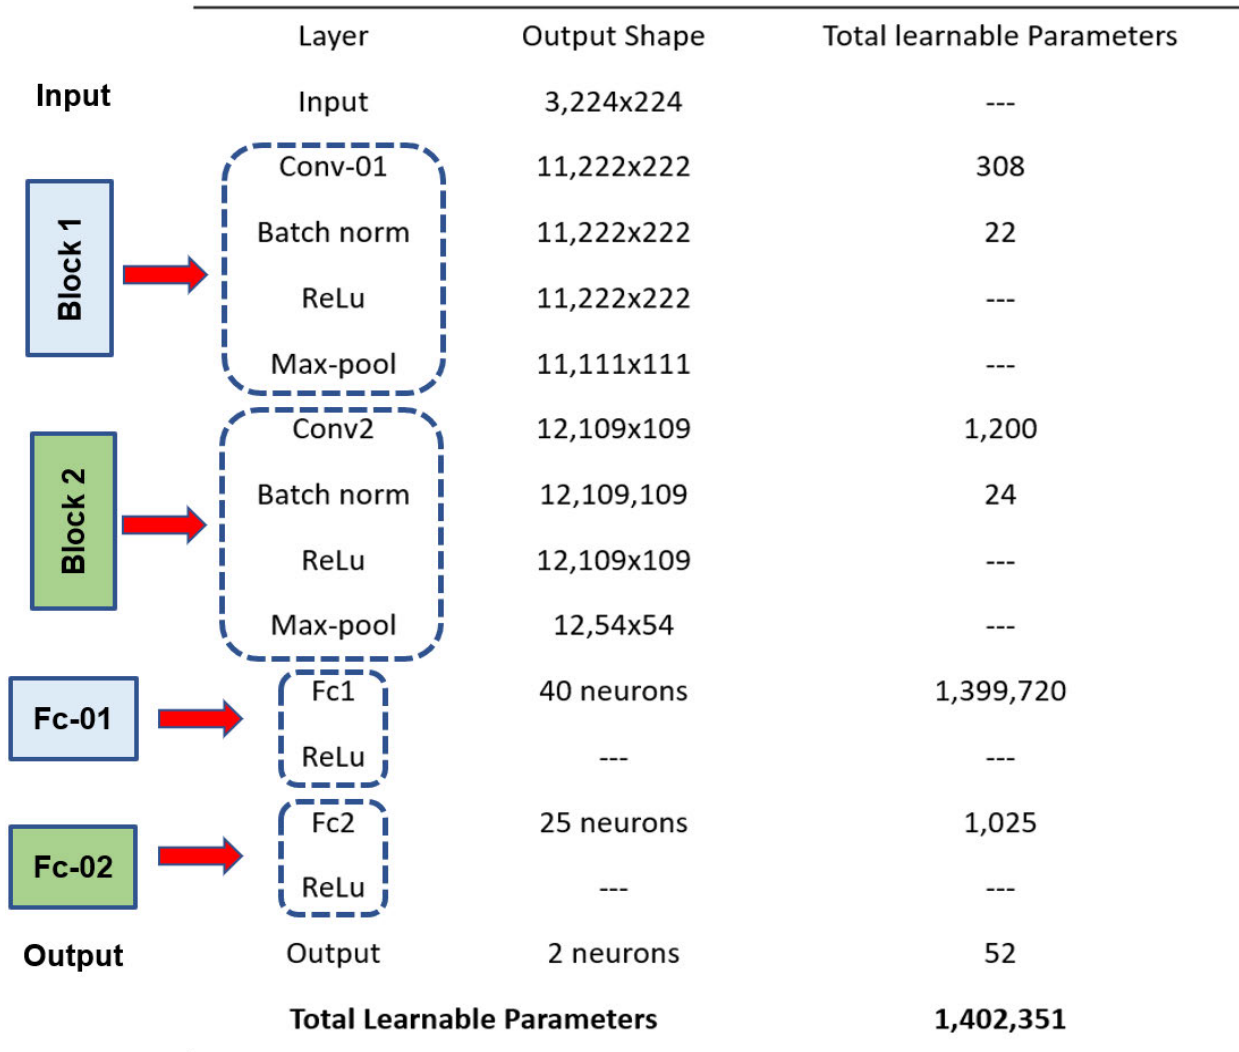 Layer Output Shape Total learnable Parameters
Input Input 3,224x224 ---
Block 1
Conv-01 11,222x222 308
Batch norm 11,222x222 22
ReLu 11,222x222 ---
Max-pool 11,111x111 ---
Block 2
Conv2 12,109x109 1,200
Batch norm 12,109,109 24
ReLu 12,109x109 ---
Max-pool 12,54x54 ---
Fc-01
Fc1 40 neurons 1,399,720
ReLu --- ---
Fc-02
Fc2 25 neurons 1,025
ReLu --- ---
Output Output 2 neurons 52
Total Learnable Parameters 1,402,351